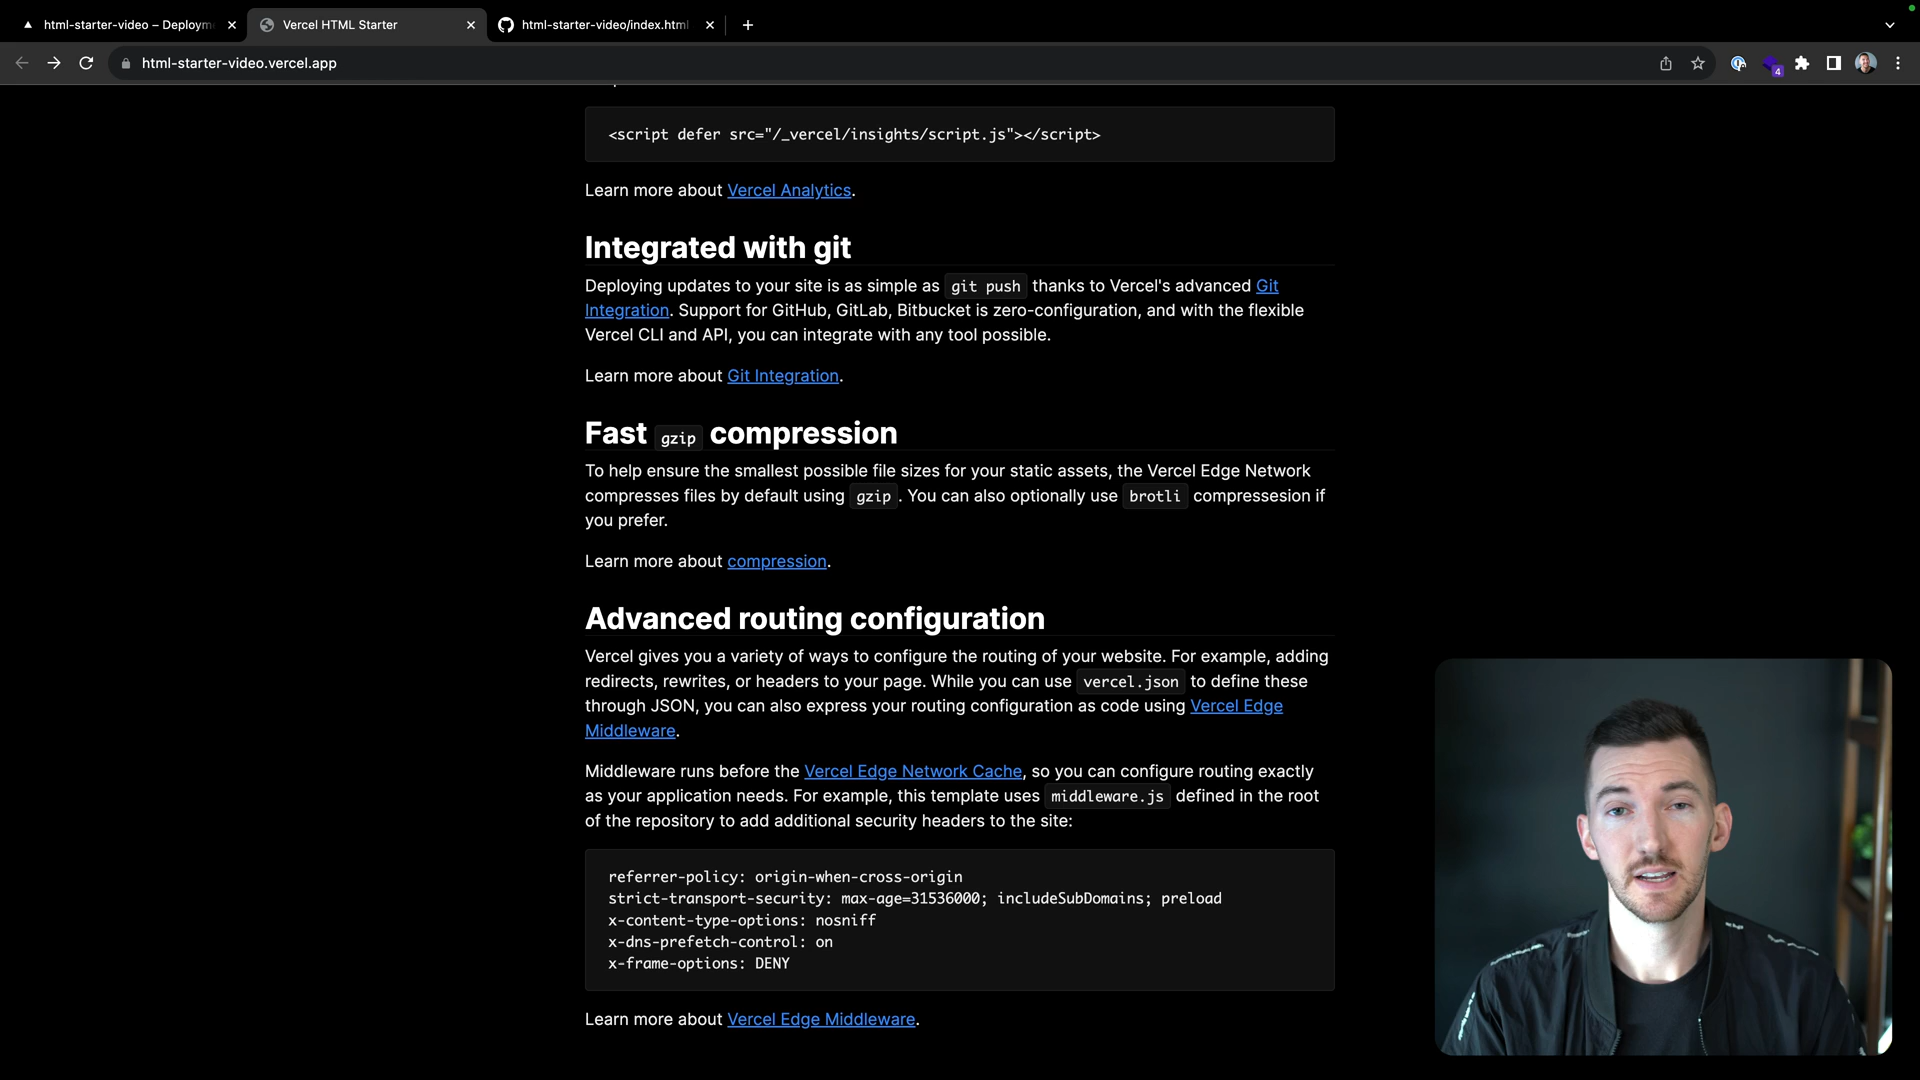 html-starter-video – Deploym
Vercel HTML Starter
html-starter-video/index.html
html-starter-video.vercel.app
4
<script defer src="/_vercel/insights/script.js"></script>
Learn more about Vercel Analytics.
Integrated with git
Deploying updates to your site is as simple as git push thanks to Vercel's advanced Git
Integration. Support for GitHub, GitLab, Bitbucket is zero-configuration, and with the flexible
Vercel CLI and API, you can integrate with any tool possible.
Learn more about Git Integration.
Fast gzip compression
To help ensure the smallest possible file sizes for your static assets, the Vercel Edge Network
compresses files by default using gzip. You can also optionally use brotli compressesion if
you prefer.
Learn more about compression.
Advanced routing configuration
Vercel gives you a variety of ways to configure the routing of your website. For example, adding
redirects, rewrites, or headers to your page. While you can use vercel.json to define these
through JSON, you can also express your routing configuration as code using Vercel Edge
Middleware.
Middleware runs before the Vercel Edge Network Cache, so you can configure routing exactly
as your application needs. For example, this template uses middleware.js defined in the root
of the repository to add additional security headers to the site:
referrer-policy: origin-when-cross-origin
strict-transport-security: max-age=31536000; includeSubDomains; preload
x-content-type-options: nosniff
x-dns-prefetch-control: on
x-frame-options: DENY
Learn more about Vercel Edge Middleware.